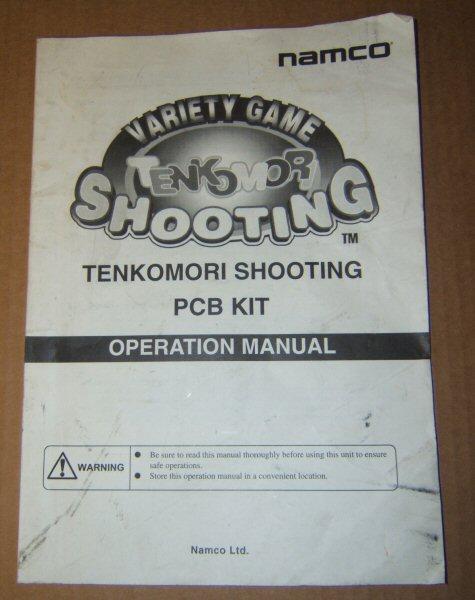 namco
VARIETY GAME
TENKOMORI
SHOOTING
TM
TENKOMORI SHOOTING
PCB KIT
OPERATION MANUAL
WARNING
● Be sure to read this manual thoroughly before using this unit to ensure
safe operations.
● Store this operation manual in a convenient location.
Namco Ltd.